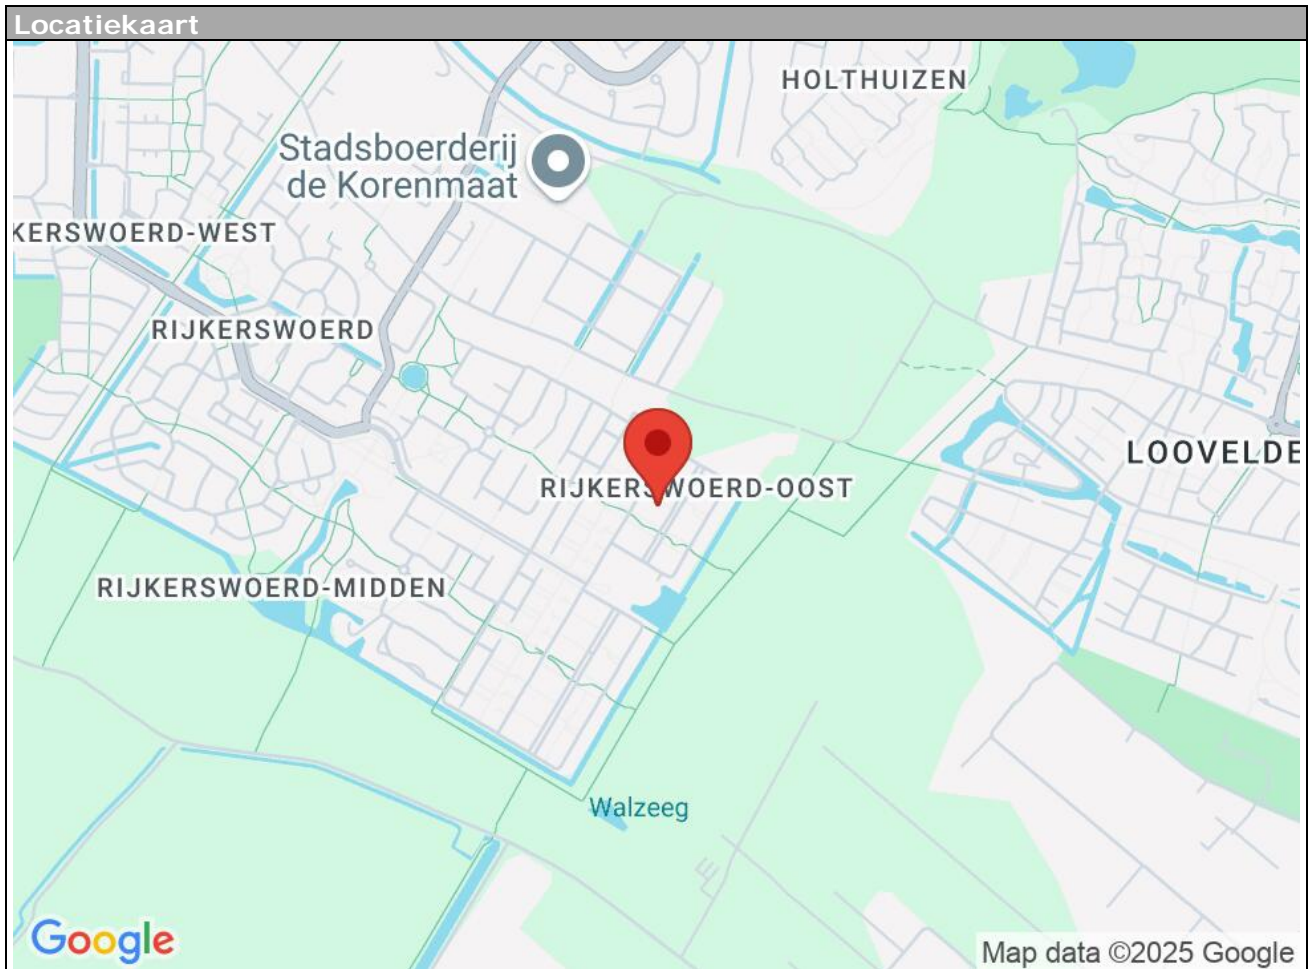 Locatiekaart
HOLTHUIZEN
Stadsboerderij
de Korenmaat
KERSWOERD-WEST
RIJKERSWOERD
LOOVELDE
RIJKERSWOERD-OOST
RIJKERSWOERD-MIDDEN
Walzeeg
Google
Map data ©2025 Google